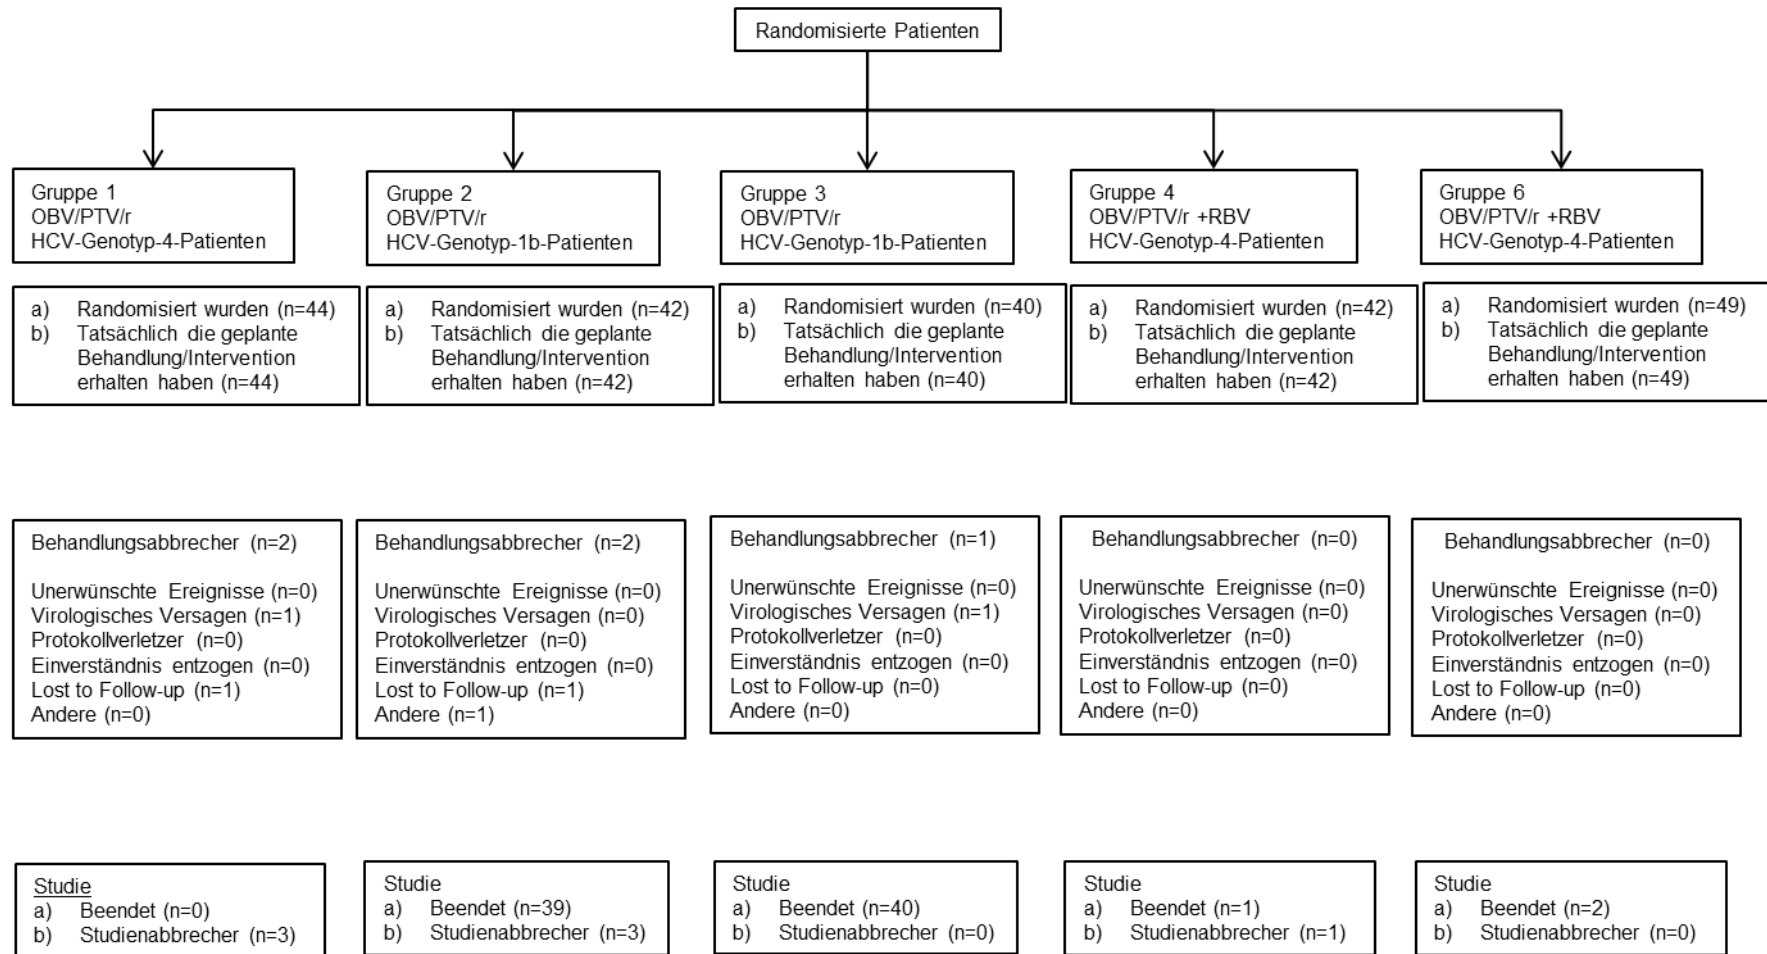 Randomisierte Patienten
Gruppe 1
OBV/PTV/r
HCV-Genotyp-4-Patienten
Gruppe 2
OBV/PTV/r
HCV-Genotyp-1b-Patienten
Gruppe 3
OBV/PTV/r
HCV-Genotyp-1b-Patienten
Gruppe 4
OBV/PTV/r +RBV
HCV-Genotyp-4-Patienten
Gruppe 6
OBV/PTV/r +RBV
HCV-Genotyp-4-Patienten
a) Randomisiert wurden (n=44)
b) Tatsächlich die geplante
Behandlung/Intervention
erhalten haben (n=44)
a) Randomisiert wurden (n=42)
b) Tatsächlich die geplante
Behandlung/Intervention
erhalten haben (n=42)
a) Randomisiert wurden (n=40)
b) Tatsächlich die geplante
Behandlung/Intervention
erhalten haben (n=40)
a) Randomisiert wurden (n=42)
b) Tatsächlich die geplante
Behandlung/Intervention
erhalten haben (n=42)
a) Randomisiert wurden (n=49)
b) Tatsächlich die geplante
Behandlung/Intervention
erhalten haben (n=49)
Behandlungsabbrecher (n=2)
Unerwünschte Ereignisse (n=0)
Virologisches Versagen (n=1)
Protokollverletzer (n=0)
Einverständnis entzogen (n=0)
Lost to Follow-up (n=1)
Andere (n=0)
Behandlungsabbrecher (n=2)
Unerwünschte Ereignisse (n=0)
Virologisches Versagen (n=0)
Protokollverletzer (n=0)
Einverständnis entzogen (n=0)
Lost to Follow-up (n=1)
Andere (n=1)
Behandlungsabbrecher (n=1)
Unerwünschte Ereignisse (n=0)
Virologisches Versagen (n=1)
Protokollverletzer (n=0)
Einverständnis entzogen (n=0)
Lost to Follow-up (n=0)
Andere (n=0)
Behandlungsabbrecher (n=0)
Unerwünschte Ereignisse (n=0)
Virologisches Versagen (n=0)
Protokollverletzer (n=0)
Einverständnis entzogen (n=0)
Lost to Follow-up (n=0)
Andere (n=0)
Behandlungsabbrecher (n=0)
Unerwünschte Ereignisse (n=0)
Virologisches Versagen (n=0)
Protokollverletzer (n=0)
Einverständnis entzogen (n=0)
Lost to Follow-up (n=0)
Andere (n=0)
Studie
a) Beendet (n=0)
b) Studienabbrecher (n=3)
Studie
a) Beendet (n=39)
b) Studienabbrecher (n=3)
Studie
a) Beendet (n=40)
b) Studienabbrecher (n=0)
Studie
a) Beendet (n=1)
b) Studienabbrecher (n=1)
Studie
a) Beendet (n=2)
b) Studienabbrecher (n=0)